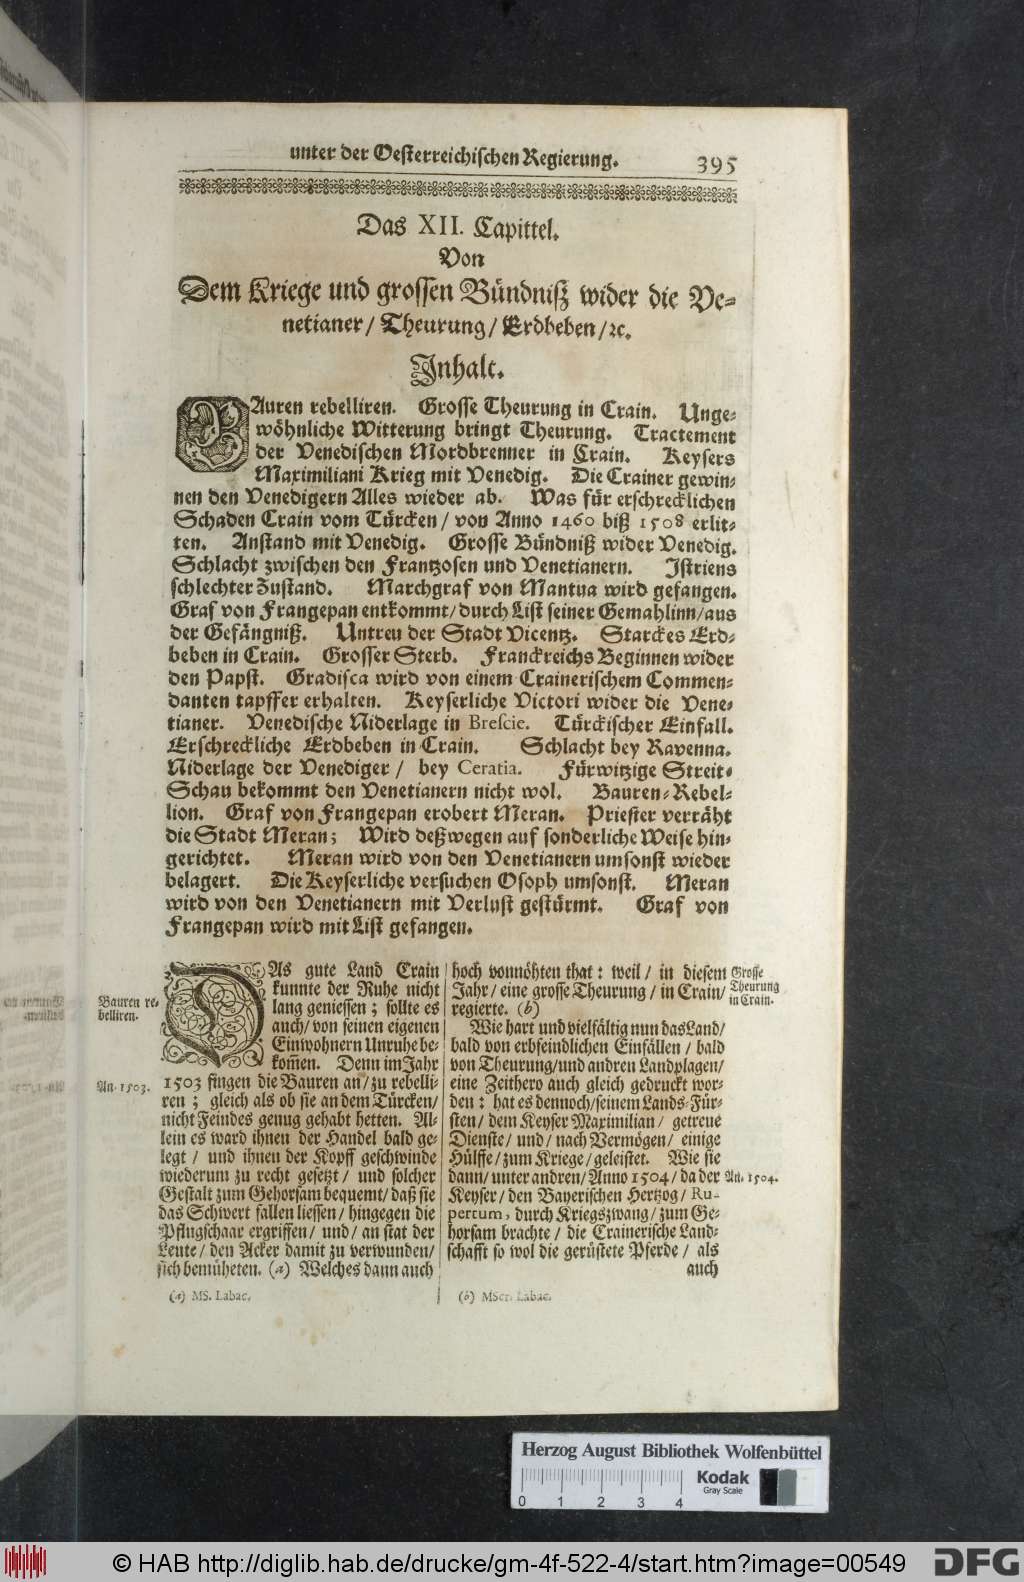 unter der Oesterreichischen Regierung. 395
Das XII. Capittel.
Von
Dem Kriege und grossen Bündniß wider die Ve=
netianer / Theurung / Erdbeben / ꝛc.
Inhalt.
BAuren rebelliren. Grosse Theurung in Crain. Unge=
wöhnliche Witterung bringt Theurung. Tractement
der Venedischen Mordbrenner in Crain. Keysers
Maximiliani Krieg mit Venedig. Die Crainer gewin=
nen den Venedigern Alles wieder ab. Was für erschrecklichen
Schaden Crain vom Türcken / von Anno 1460 biß 1508 erlit=
ten. Anstand mit Venedig. Grosse Bündniß wider Venedig.
Schlacht zwischen den Frantzosen und Venetianern. Istriens
schlechter Zustand. Marchgraf von Mantua wird gefangen.
Graf von Frangepan entkommt / durch List seiner Gemahlinn / aus
der Gefängniß. Untreu der Stadt Vicentz. Starckes Erd=
beben in Crain. Grosser Sterb. Franckreichs Beginnen wider
den Papst. Gradisca wird von einem Crainerischem Commen=
danten tapffer erhalten. Keyserliche Victori wider die Vene=
tianer. Venedische Niderlage in Brescie. Türckischer Einfall.
Erschreckliche Erdbeben in Crain. Schlacht bey Ravenna.
Niderlage der Venediger / bey Ceratia. Fürwitzige Streit=
Schau bekommt den Venetianern nicht wol. Bauren=Rebel=
lion. Graf von Frangepan erobert Meran. Priester verräht
die Stadt Meran; Wird deßwegen auf sonderliche Weise hin=
gerichtet. Meran wird von den Venetianern umsonst wieder
belagert. Die Keyserliche versuchen Osoph umsonst. Meran
wird von den Venetianern mit Verlust gestürmt. Graf von
Frangepan wird mit List gefangen.
Bauren re=
belliren.
An. 1503.
DAs gute Land Crain
kunnte der Ruhe nicht
lang geniessen; sollte es
auch / von seinen eigenen
Einwohnern Unruhe be=
kom̃en. Denn im Jahr
1503 fingen die Bauren an / zu rebelli=
ren; gleich als ob sie an dem Türcken /
nicht Feindes genug gehabt hetten. Al=
lein es ward ihnen der Handel bald ge=
legt / und ihnen der Kopff geschwinde
wiederum zu recht gesetzt / und solcher
Gestalt zum Gehorsam bequemt / daß sie
das Schwert fallen liessen / hingegen die
Pflugschaar ergriffen / und / an stat der
Leute / den Acker damit zu verwunden /
sich bemüheten. (a) Welches dann auch
(a) MS. Labac.
hoch vonnöhten that: weil / in diesem
Jahr / eine grosse Theurung / in Crain /
regierte. (b)
Wie hart und vielfältig nun das Land /
bald von erbfeindlichen Einfällen / bald
von Theurung / und andren Landplagen /
eine Zeithero auch gleich gedruckt wor=
den: hat es dennoch / seinem Lands=Für=
sten / dem Keyser Maximilian / getreue
Dienste / und / nach Vermögen / einige
Hülffe / zum Kriege / geleistet. Wie sie
dann / unter andren / Anno 1504 / da der
Keyser / den Bayerischen Hertzog / Ru-
pertum, durch Kriegszwang / zum Ge=
horsam brachte / die Crainerische Land=
schafft so wol die gerüstete Pferde / als
auch
(b) MScr. Labac.
Grosse
Theurung
in Crain.
An. 1504.
Herzog August Bibliothek Wolfenbüttel
0 1 2 3 4
Kodak
Gray Scale
© HAB http://diglib.hab.de/drucke/gm-4f-522-4/start.htm?image=00549
DFG